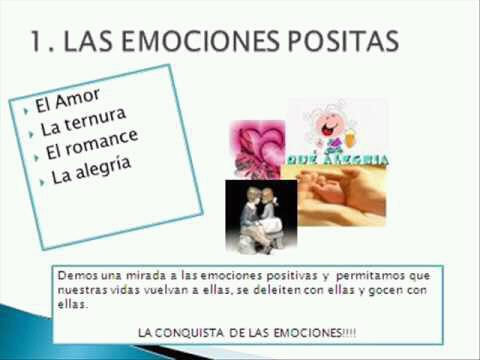 1. LAS EMOCIONES POSITAS
El Amor
La ternura
El romance
La alegría
QUÉ ALEGRIA
Demos una mirada a las emociones positivas y permitamos que
nuestras vidas vuelvan a ellas, se deleiten con ellas y gocen con
ellas.
LA CONQUISTA DE LAS EMOCIONES!!!!